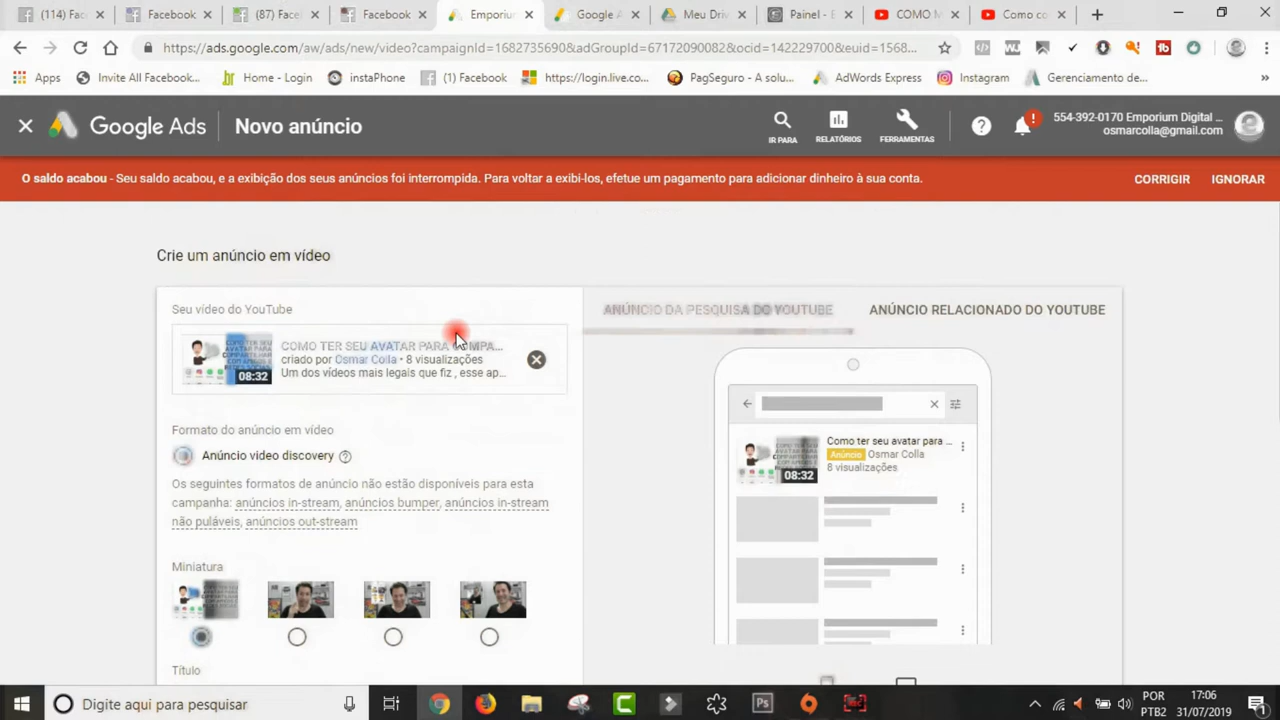 (114) Fac
Facebook
(87) Face
Facebook
Emporium
Google A
Meu Driv
Painel - E
COMO M
Como co
https://ads.google.com/aw/ads/new/video?campaignId=1682735690&adGroupId=67172090082&ocid=142229700&euid=1568...
Apps
Invite All Facebook...
Home - Login
instaPhone
(1) Facebook
https://login.live.co...
PagSeguro - A solu...
AdWords Express
Instagram
Gerenciamento de...
Google Ads
Novo anúncio
IR PARA
RELATÓRIOS
FERRAMENTAS
554-392-0170 Emporium Digital ...
osmarcolla@gmail.com
O saldo acabou - Seu saldo acabou, e a exibição dos seus anúncios foi interrompida. Para voltar a exibi-los, efetue um pagamento para adicionar dinheiro à sua conta.
CORRIGIR
IGNORAR
Crie um anúncio em vídeo
Seu vídeo do YouTube
08:32
COMO TER SEU AVATAR PARA COMPA...
criado por Osmar Colla • 8 visualizações
Um dos vídeos mais legais que fiz , esse ap...
Formato do anúncio em vídeo
Anúncio video discovery
Os seguintes formatos de anúncio não estão disponíveis para esta
campanha: anúncios in-stream, anúncios bumper, anúncios in-stream
não puláveis, anúncios out-stream
Miniatura
Título
ANÚNCIO DA PESQUISA DO YOUTUBE
ANÚNCIO RELACIONADO DO YOUTUBE
08:32
Como ter seu avatar para ...
Anúncio Osmar Colla
8 visualizações
Digite aqui para pesquisar
POR
PTB2
17:06
31/07/2019